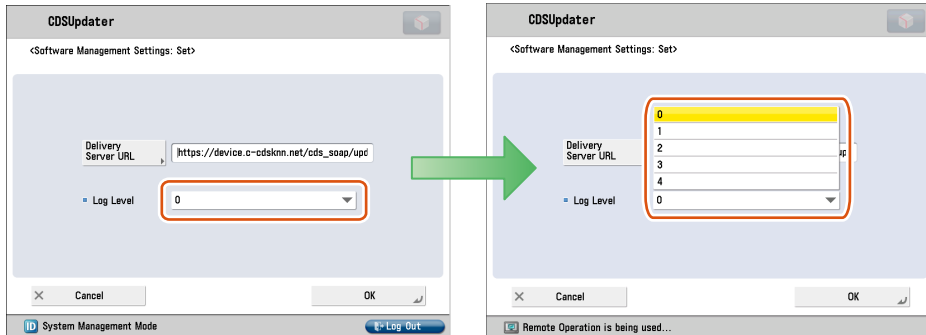 CDSUpdater
<Software Management Settings: Set>
Delivery
Server URL
https://device.c-cdsknn.net/cds_soap/upd
Log Level
0
Cancel
OK
ID System Management Mode
Log Out
CDSUpdater
<Software Management Settings: Set>
0
1
2
3
4
Delivery
Server URL
up
Log Level
0
Cancel
OK
Remote Operation is being used...